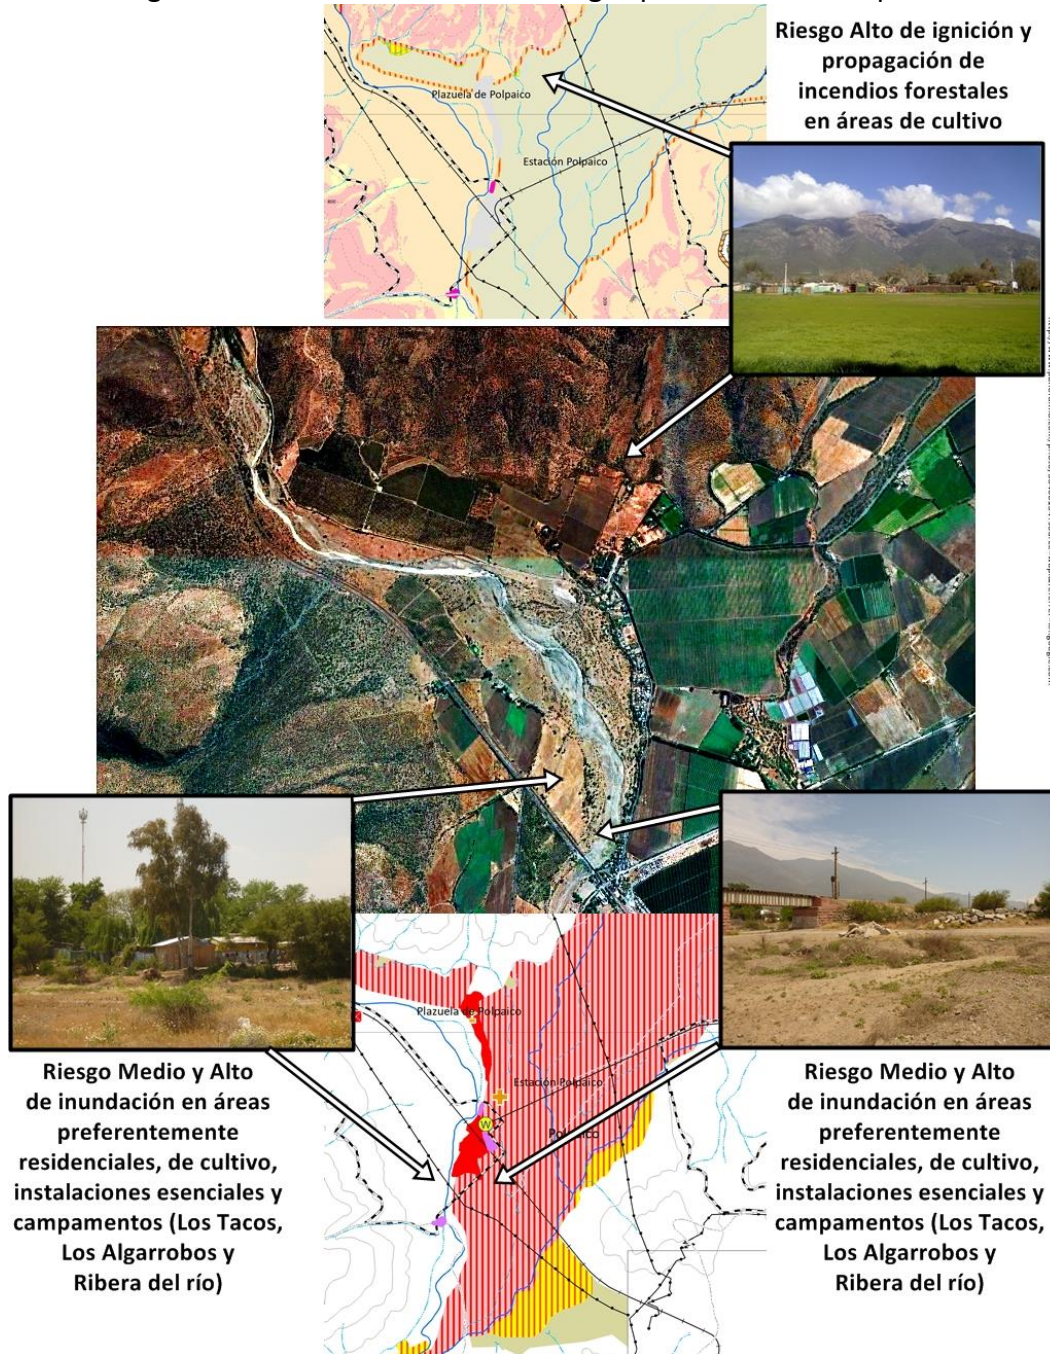 Riesgo Alto de ignición y
propagación de
incendios forestales
en áreas de cultivo
Plazuela de Polpaico
Estación Polpaico
Plazuela de Polpaico
Estación Polpaico
W
Polpaico
Riesgo Medio y Alto
de inundación en áreas
preferentemente
residenciales, de cultivo,
instalaciones esenciales y
campamentos (Los Tacos,
Los Algarrobos y
Ribera del río)
Riesgo Medio y Alto
de inundación en áreas
preferentemente
residenciales, de cultivo,
instalaciones esenciales y
campamentos (Los Tacos,
Los Algarrobos y
Ribera del río)